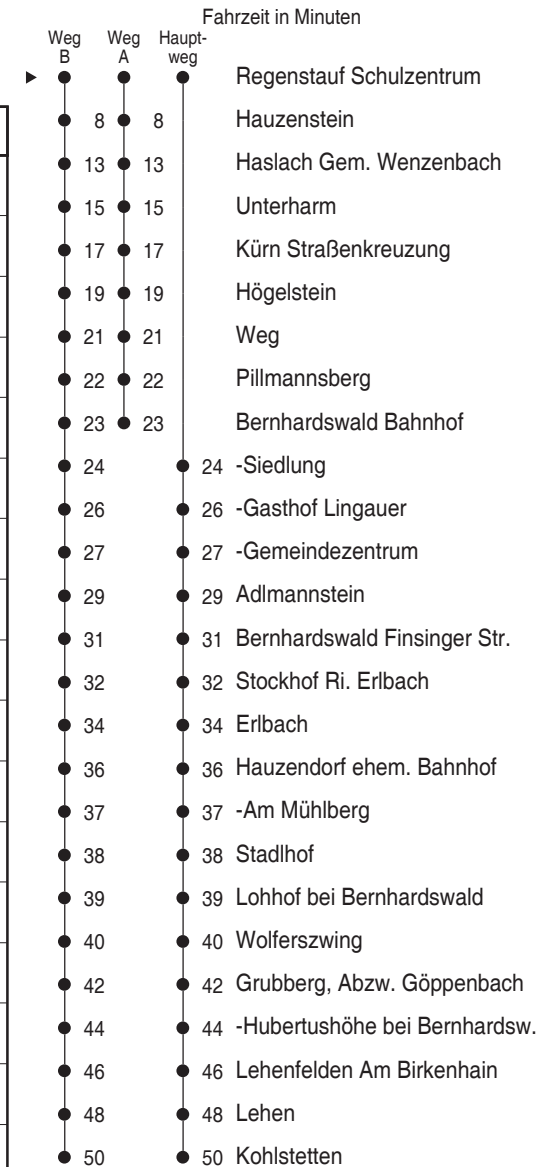 Fahrzeit in Minuten
Weg B Weg A Haupt-weg
Regenstauf Schulzentrum
8 8 Hauzenstein
13 13 Haslach Gem. Wenzenbach
15 15 Unterharm
17 17 Kürn Straßenkreuzung
19 19 Högelstein
21 21 Weg
22 22 Pillmannsberg
23 23 Bernhardswald Bahnhof
24 24 -Siedlung
26 26 -Gasthof Lingauer
27 27 -Gemeindezentrum
29 29 Adlmannstein
31 31 Bernhardswald Finsinger Str.
32 32 Stockhof Ri. Erlbach
34 34 Erlbach
36 36 Hauzendorf ehem. Bahnhof
37 37 -Am Mühlberg
38 38 Stadlhof
39 39 Lohhof bei Bernhardswald
40 40 Wolferszwing
42 42 Grubberg, Abzw. Göppenbach
44 44 -Hubertushöhe bei Bernhardsw.
46 46 Lehenfelden Am Birkenhain
48 48 Lehen
50 50 Kohlstetten